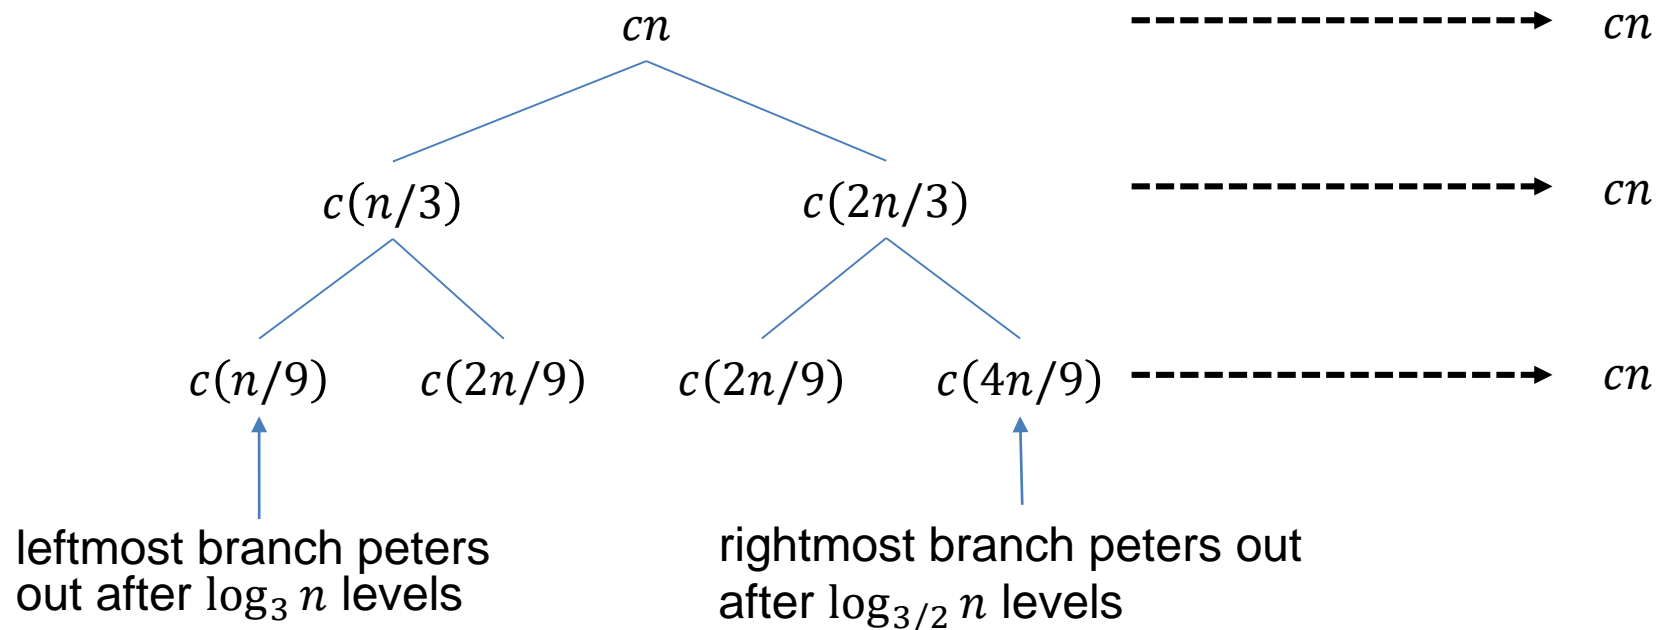 cn cn
c(n/3) c(2n/3) cn
c(n/9) c(2n/9) c(2n/9) c(4n/9) cn
leftmost branch peters
out after log₃ n levels
rightmost branch peters out
after log₃/₂ n levels